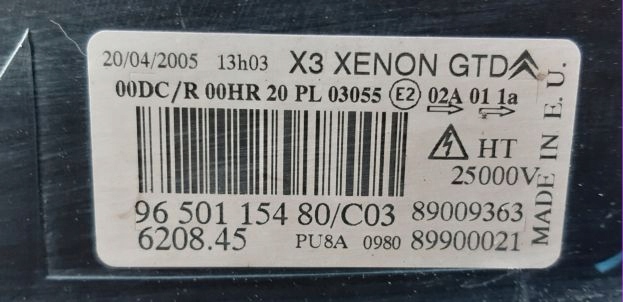 20/04/2005 13h03 X3 XENON GTD
00DC/R 00HR 20 PL 03055 E2 02A 01 1a
HT
25000V
96 501 154 80/C03 89009363
6208.45 PU8A 0980 89900021
MADE IN E. U.